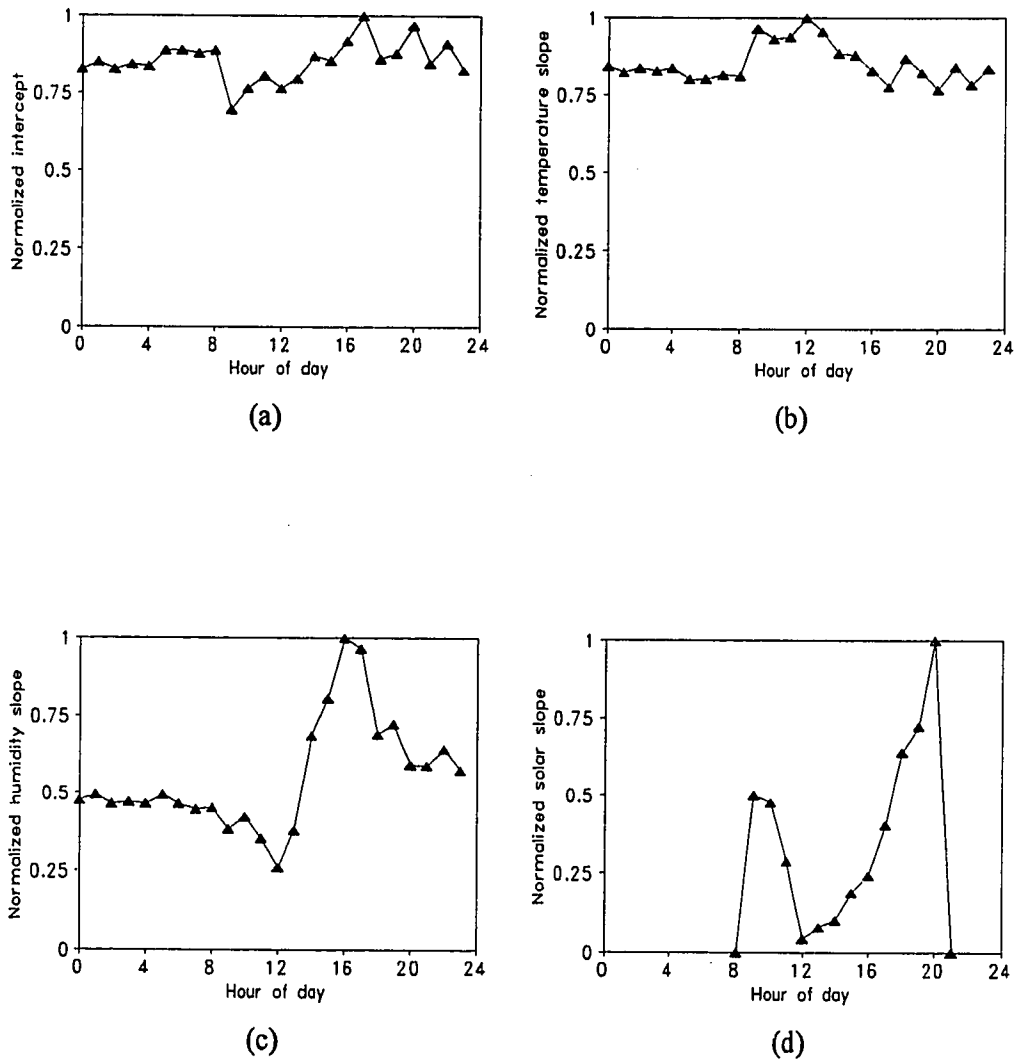 1
0.75
0.5
0.25
0
Normalized intercept
0 4 8 12 16 20 24
Hour of day
(a)
1
0.75
0.5
0.25
0
Normalized temperature slope
0 4 8 12 16 20 24
Hour of day
(b)
1
0.75
0.5
0.25
0
Normalized humidity slope
0 4 8 12 16 20 24
Hour of day
(c)
1
0.75
0.5
0.25
0
Normalized solar slope
0 4 8 12 16 20 24
Hour of day
(d)